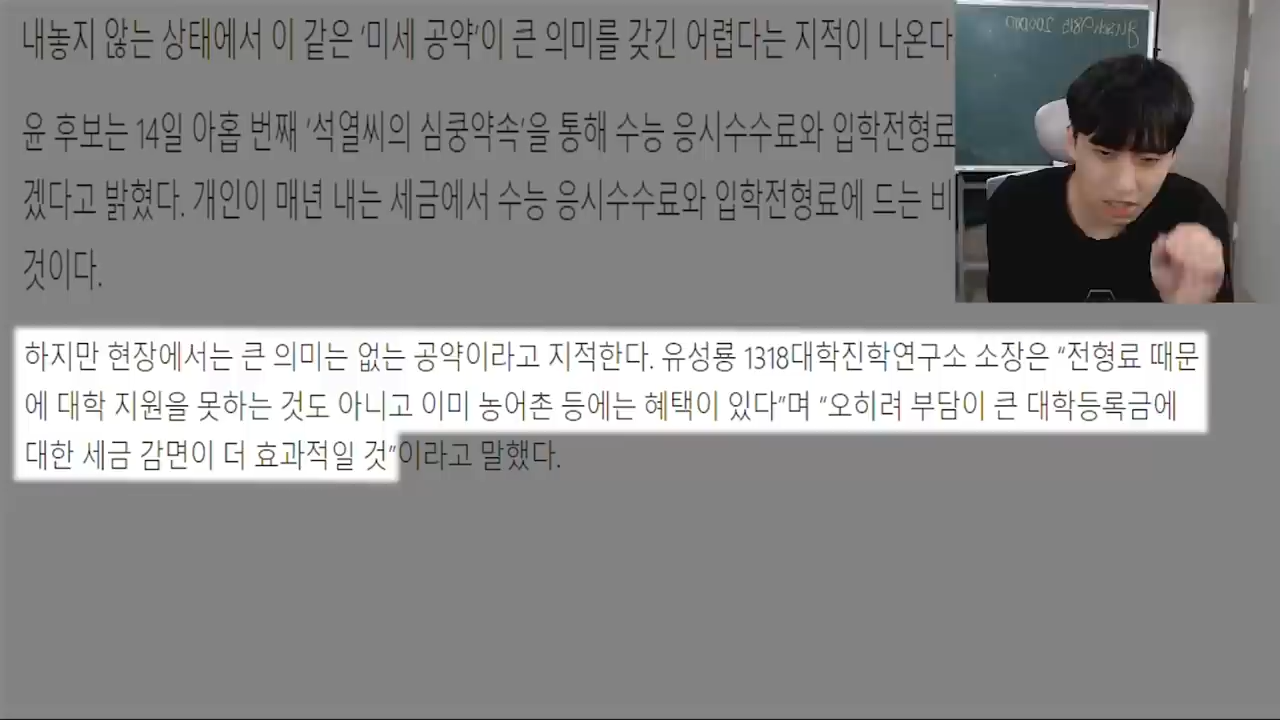 내놓지 않는 상태에서 이 같은 ‘미세 공약’이 큰 의미를 갖긴 어렵다는 지적이 나온다
윤 후보는 14일 아홉 번째 ‘석열씨의 심쿵약속’을 통해 수능 응시수수료와 입학전형료
겠다고 밝혔다. 개인이 매년 내는 세금에서 수능 응시수수료와 입학전형료에 드는 비
것이다.
하지만 현장에서는 큰 의미는 없는 공약이라고 지적한다. 유성룡 1318대학진학연구소 소장은 “전형료 때문
에 대학 지원을 못하는 것도 아니고 이미 농어촌 등에는 혜택이 있다”며 “오히려 부담이 큰 대학등록금에
대한 세금 감면이 더 효과적일 것”이라고 말했다.